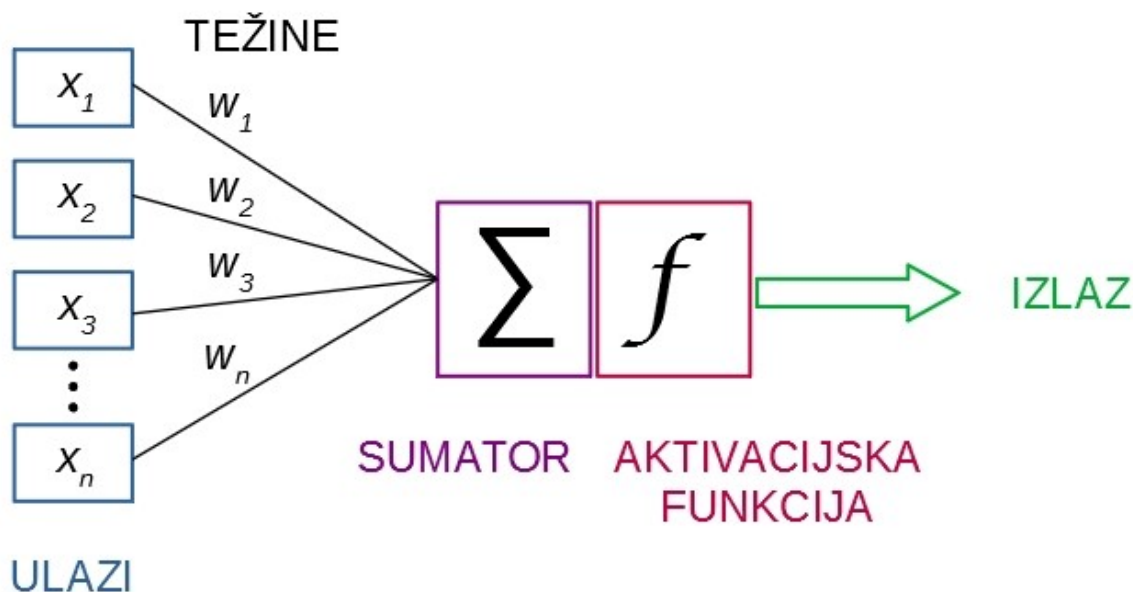 TEŽINE
x1
w1
x2
w2
w3
x3
wn
xn
∑
f
IZLAZ
SUMATOR
AKTIVACIJSKA
FUNKCIJA
ULAZI